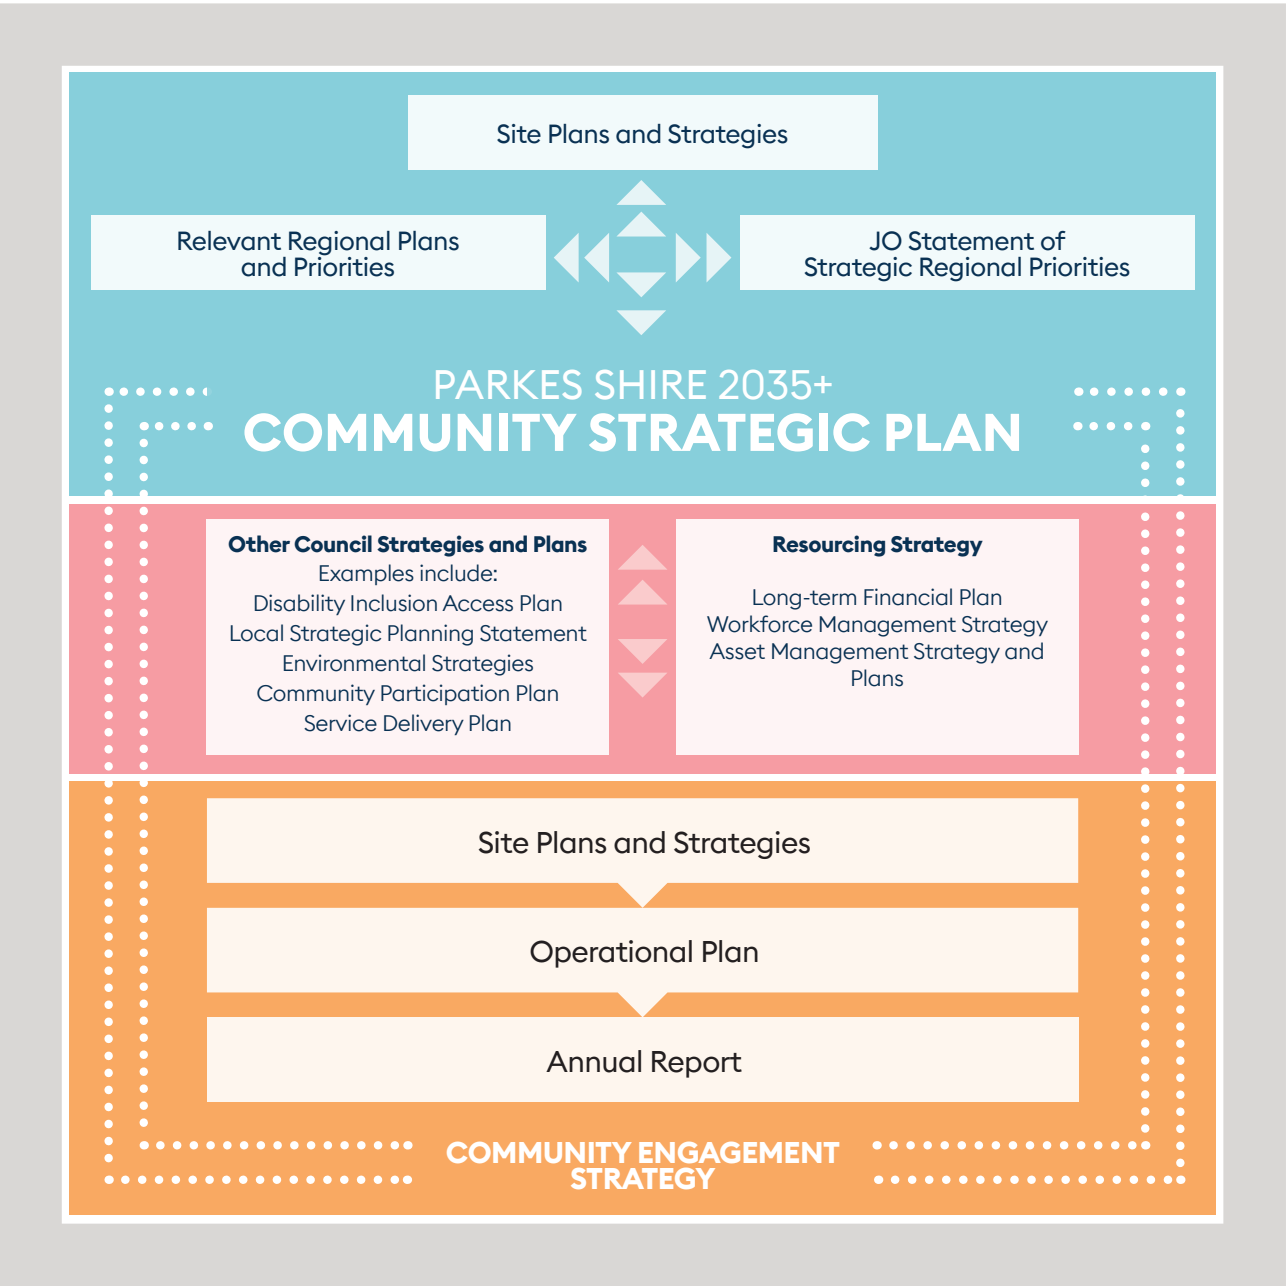 Site Plans and Strategies
Relevant Regional Plans
and Priorities
JO Statement of
Strategic Regional Priorities
PARKES SHIRE 2035+
COMMUNITY STRATEGIC PLAN
Other Council Strategies and Plans
Examples include:
Disability Inclusion Access Plan
Local Strategic Planning Statement
Environmental Strategies
Community Participation Plan
Service Delivery Plan
Resourcing Strategy
Long-term Financial Plan
Workforce Management Strategy
Asset Management Strategy and
Plans
Site Plans and Strategies
Operational Plan
Annual Report
COMMUNITY ENGAGEMENT
STRATEGY